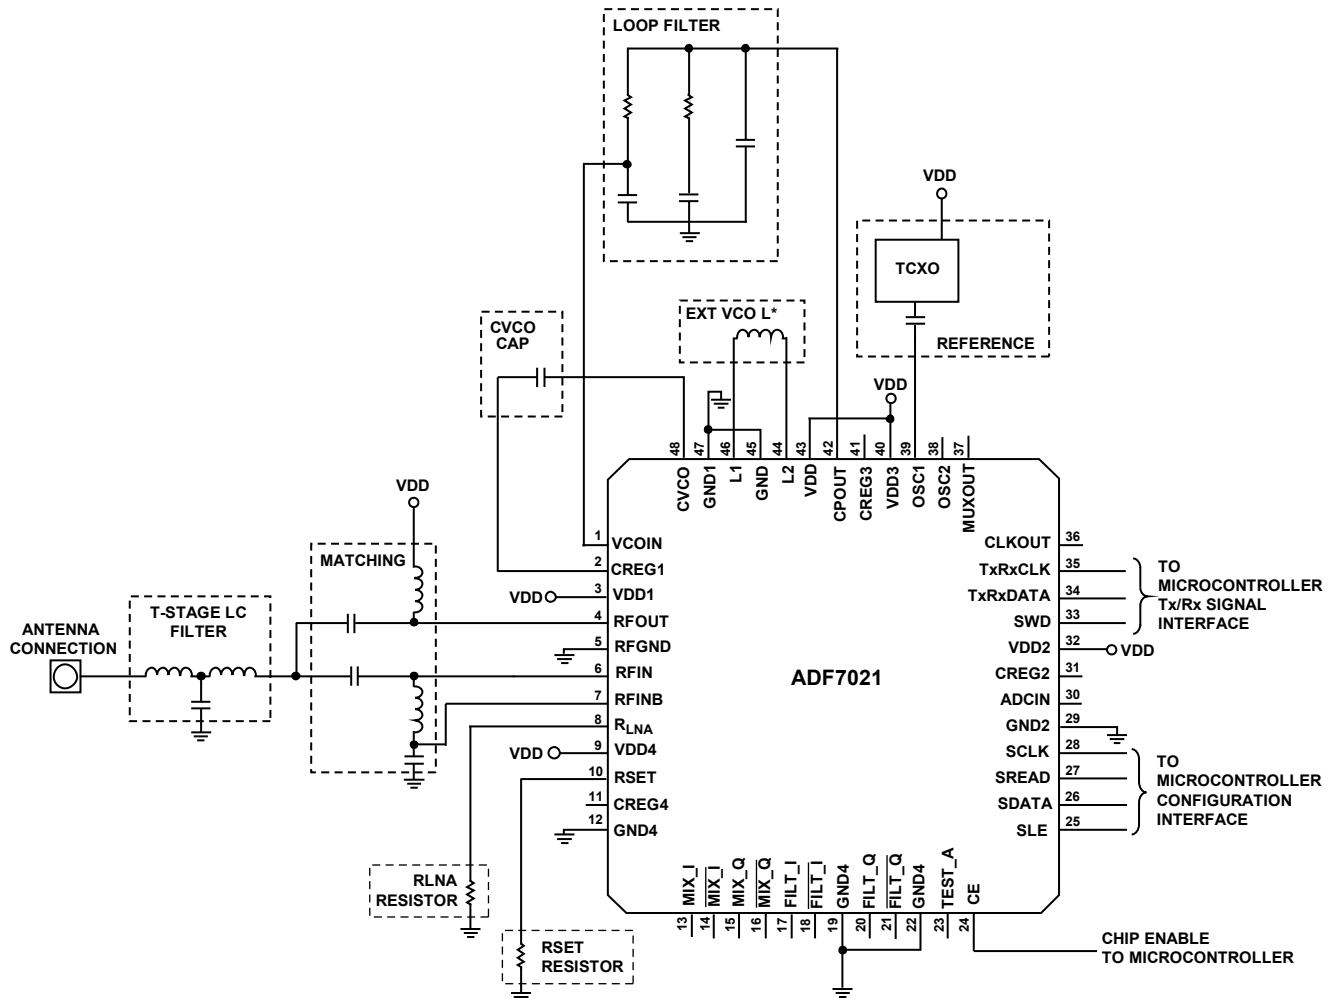 LOOP FILTER
VDD
TCXO
REFERENCE
EXT VCO L*
CVCO
CAP
VDD
48
47
46
45
44
43
42
41
40
39
38
37
CVCO
GND1
L1
GND
L2
VDD
CPOUT
CREG3
VDD3
OSC1
OSC2
MUXOUT
VDD
MATCHING
T-STAGE LC
FILTER
ANTENNA
CONNECTION
1 VCOIN
2 CREG1
VDD 3 VDD1
4 RFOUT
5 RFGND
6 RFIN
7 RFINB
8 RLNA
VDD 9 VDD4
10 RSET
11 CREG4
12 GND4
ADF7021
CLKOUT 36
TxRxCLK 35
TxRxDATA 34
SWD 33
VDD2 32 VDD
CREG2 31
ADCIN 30
GND2 29
SCLK 28
SREAD 27
SDATA 26
SLE 25
TO
MICROCONTROLLER
Tx/Rx SIGNAL
INTERFACE
TO
MICROCONTROLLER
CONFIGURATION
INTERFACE
MIX_I
MIX_I
MIX_Q
MIX_Q
FILT_I
FILT_I
GND4
FILT_Q
FILT_Q
GND4
TEST_A
CE
13
14
15
16
17
18
19
20
21
22
23
24
RLNA
RESISTOR
RSET
RESISTOR
CHIP ENABLE
TO MICROCONTROLLER